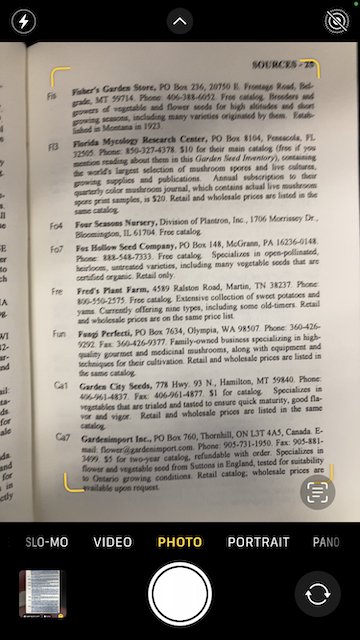 SOURCES - 25
Fis Fisher's Garden Store, PO Box 236, 20750 E. Frontage Road, Bel-
grade, MT 59714. Phone: 406-388-6052. Free catalog. Breeders and
growers of vegetable and flower seeds for high altitudes and short
growing seasons, including many varieties originated by them. Estab-
lished in Montana in 1923.
Fl3 Florida Mycology Research Center, PO Box 8104, Pensacola, FL
32505. Phone: 850-327-4378. $10 for their main catalog (free if you
mention reading about them in this Garden Seed Inventory), containing
the world's largest selection of mushroom spores and live cultures,
growing supplies and publications. Annual subscription to their
quarterly color mushroom journal, which contains actual live mushroom
spore print samples, is $20. Retail and wholesale prices are listed in the
same catalog.
Fo4 Four Seasons Nursery, Division of Plantron, Inc., 1706 Morrissey Dr.,
Bloomington, IL 61704. Free catalog.
Fo7 Fox Hollow Seed Company, PO Box 148, McGrann, PA 16236-0148.
Phone: 888-548-7333. Free catalog. Specializes in open-pollinated,
heirloom, untreated varieties, including many vegetable seeds that are
certified organic. Retail only.
Fre Fred's Plant Farm, 4589 Ralston Road, Martin, TN 38237. Phone:
800-550-2575. Free catalog. Extensive collection of sweet potatoes and
yams. Currently offering nine types, including some old-timers. Retail
and wholesale prices are on the same price list.
Fun Fungi Perfecti, PO Box 7634, Olympia, WA 98507. Phone: 360-426-
9292. Fax: 360-426-9377. Family-owned business specializing in high-
quality gourmet and medicinal mushrooms, along with equipment and
techniques for their cultivation. Retail and wholesale prices are listed in
the same catalog.
Ga1 Garden City Seeds, 778 Hwy. 93 N, Hamilton, MT 59840. Phone:
406-961-4837. Fax: 406-961-4877. $1 for catalog. Specializes in
vegetables that are trialed and tested to ensure quick maturity, good fla-
vor and vigor. Retail and wholesale prices are listed in the same
catalog.
Ga7 Gardenimport Inc., PO Box 760, Thornhill, ON L3T 4A5, Canada. E-
mail: flower@gardenimport.com. Phone: 905-731-1950. Fax: 905-881-
3499. $5 for two-year catalog, refundable with order. Specializes in
flower and vegetable seed from Suttons in England, tested for suitability
to Ontario growing conditions. Retail catalog; wholesale prices are
available upon request.
SLO-MO VIDEO PHOTO PORTRAIT PANO